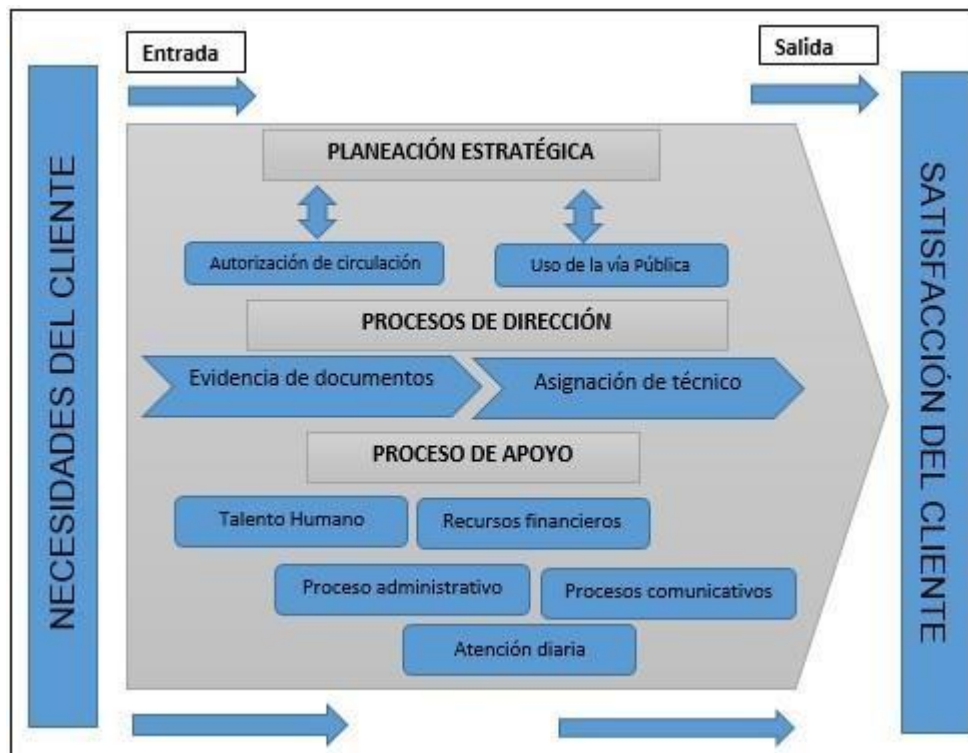 Entrada
Salida
NECESIDADES DEL CLIENTE
PLANEACIÓN ESTRATÉGICA
Autorización de circulación
Uso de la vía Pública
PROCESOS DE DIRECCIÓN
Evidencia de documentos
Asignación de técnico
PROCESO DE APOYO
Talento Humano
Recursos financieros
Proceso administrativo
Procesos comunicativos
Atención diaria
SATISFACCIÓN DEL CLIENTE